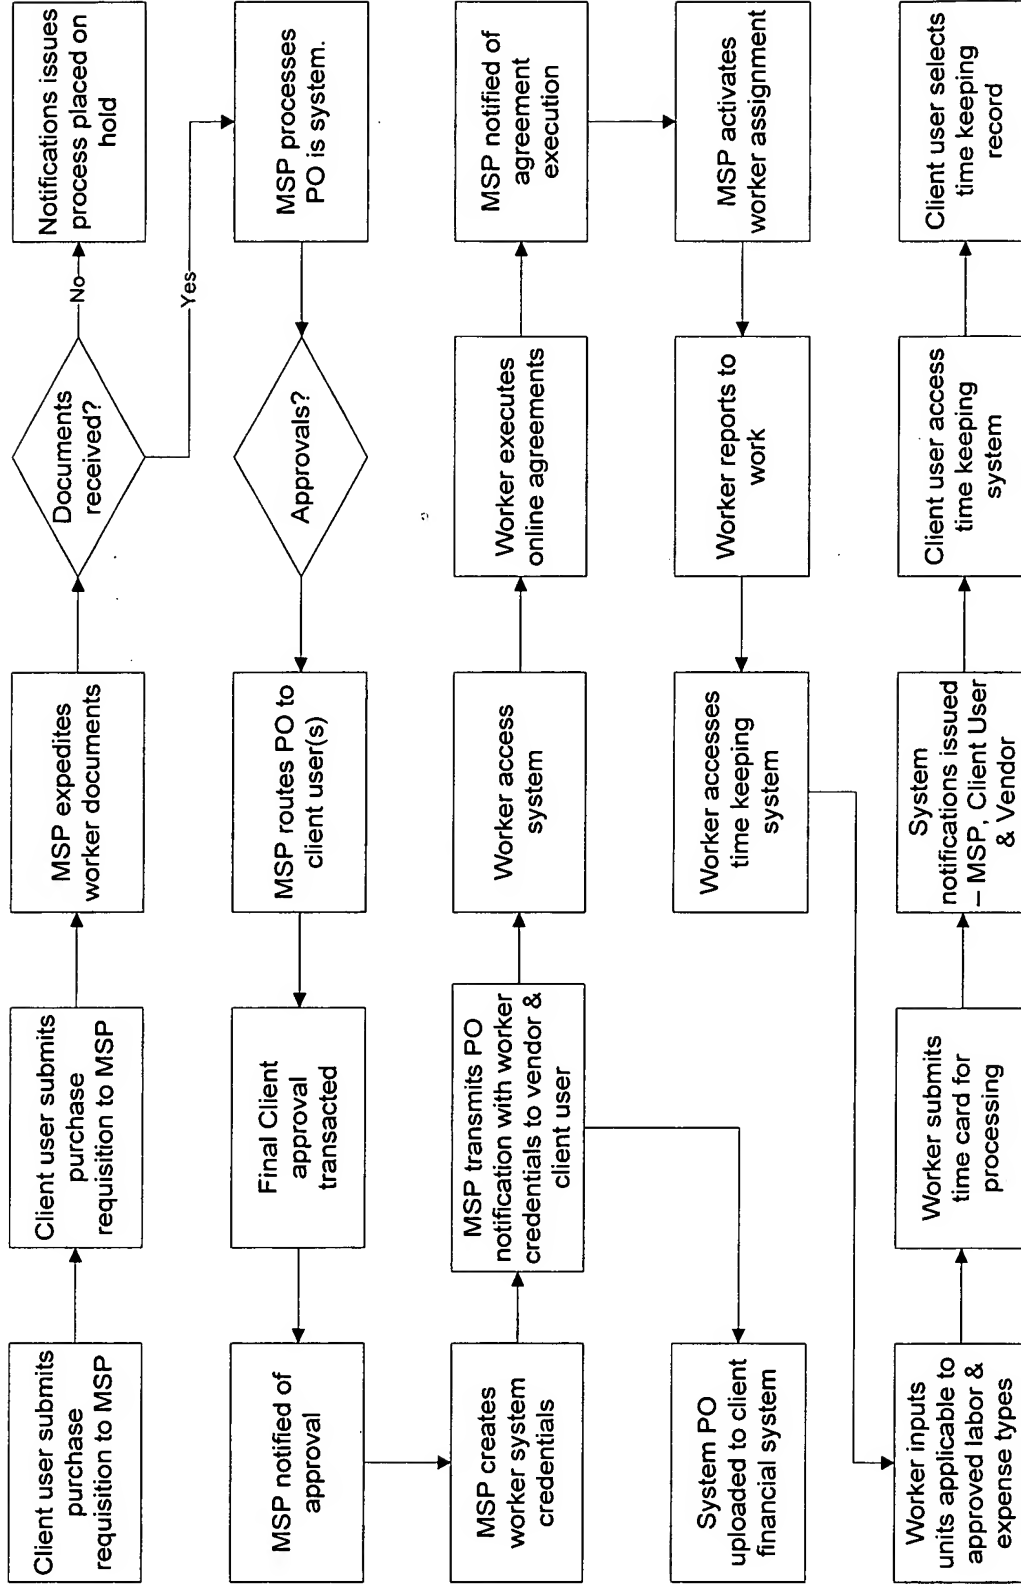 Client user submits
purchase
requisition to MSP
Client user submits
purchase
requisition to MSP
MSP expedites
worker documents
Documents
received?
No
Notifications issues
process placed on
hold
Yes
MSP processes
PO is system.
Approvals?
MSP routes PO to
client user(s)
Final Client
approval
transacted
MSP notified of
approval
MSP creates
worker system
credentials
MSP transmits PO
notification with worker
credentials to vendor &
client user
Worker access
system
Worker executes
online agreements
MSP notified of
agreement
execution
System PO
uploaded to client
financial system
Worker accesses
time keeping
system
Worker reports to
work
MSP activates
worker assignment
Worker inputs
units applicable to
approved labor &
expense types
Worker submits
time card for
processing
System
notifications issued
– MSP, Client User
& Vendor
Client user access
time keeping
system
Client user selects
time keeping
record